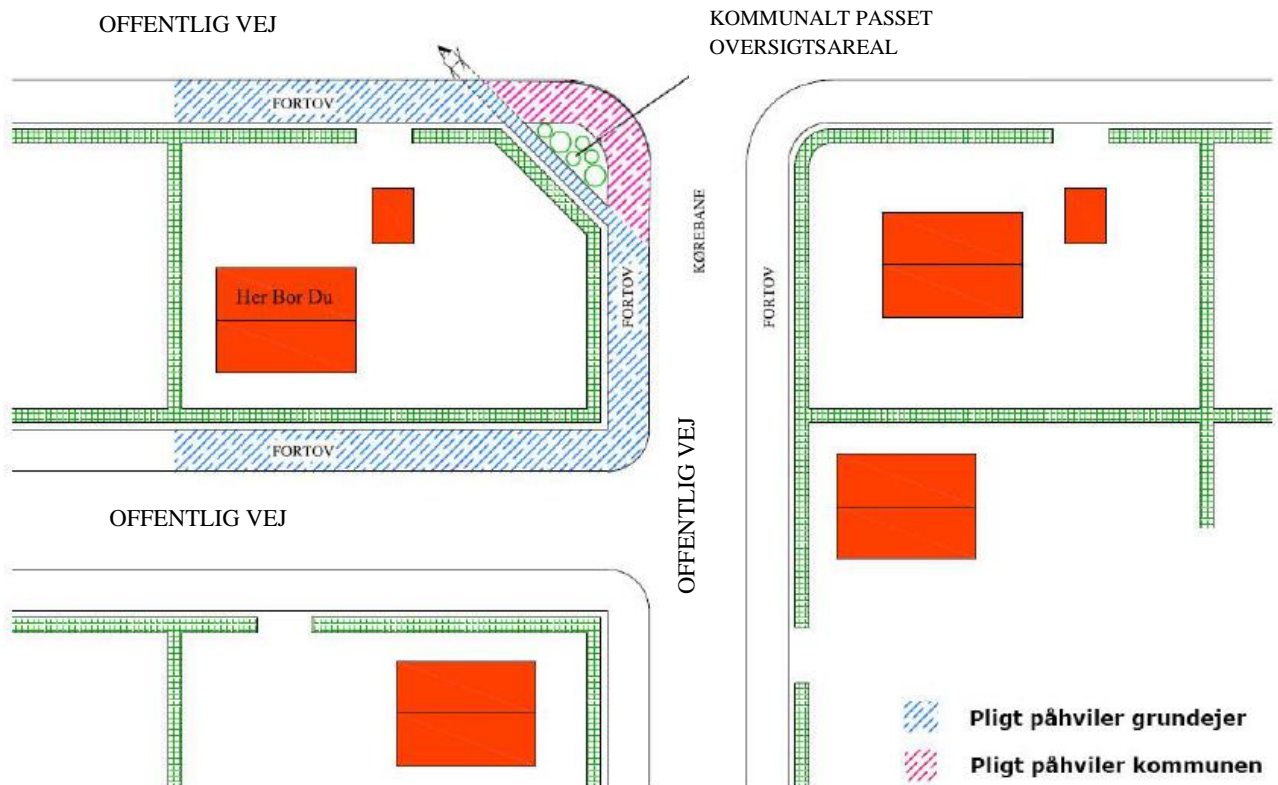 OFFENTLIG VEJ
KOMMUNALT PASSET
OVERSIGTSAREAL
FORTOV
KØREBANE
FORTOV
FORTOV
Her Bor Du
FORTOV
OFFENTLIG VEJ
OFFENTLIG VEJ
Pligt påhviler grundejer
Pligt påhviler kommunen